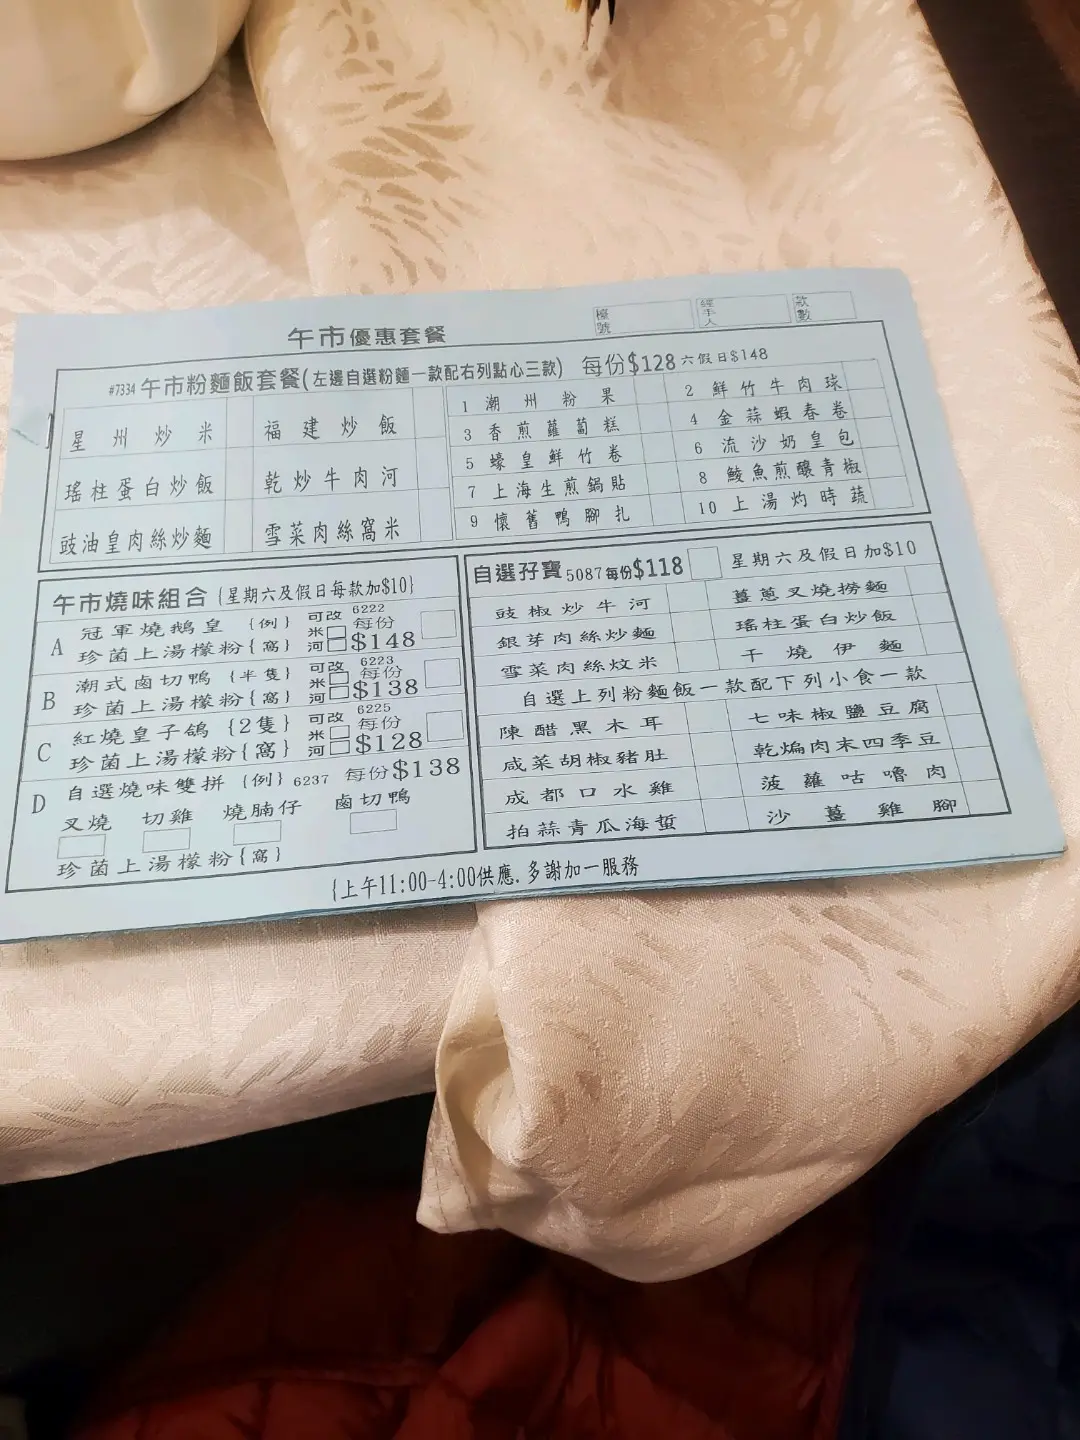 午市優惠套餐
檯號
經手人
款數
#7334 午市粉麵飯套餐(左邊自選粉麵一款配右列點心三款) 每份$128 六假日$148
星州炒米 福建炒飯
瑤柱蛋白炒飯 乾炒牛肉河
豉油皇肉絲炒麵 雪菜肉絲窩米
1 潮州粉果 2 鮮竹牛肉球
3 香煎蘿蔔糕 4 金蒜蝦春卷
5 蠔皇鮮竹卷 6 流沙奶皇包
7 上海生煎鍋貼 8 鯪魚煎釀青椒
9 懷舊鴨腳扎 10 上湯灼時蔬
午市燒味組合{星期六及假日每款加$10}
A 冠軍燒鵝皇 {例} 可改 6222
珍菌上湯檬粉{窩} 米 河 每份$148
B 潮式鹵切鴨 {半隻} 可改 6223
珍菌上湯檬粉{窩} 米 河 每份$138
C 紅燒皇子鴿 {2隻} 可改 6225
珍菌上湯檬粉{窩} 米 河 每份$128
D 自選燒味雙拼 {例} 6237 每份$138
叉燒 切雞 燒腩仔 鹵切鴨
珍菌上湯檬粉{窩}
自選孖寶 5087 每份$118 星期六及假日加$10
豉椒炒牛河 薑蔥叉燒撈麵
銀芽肉絲炒麵 瑤柱蛋白炒飯
雪菜肉絲炆米 干燒伊麵
自選上列粉麵飯一款配下列小食一款
陳醋黑木耳 七味椒鹽豆腐
咸菜胡椒豬肚 乾煸肉末四季豆
成都口水雞 菠蘿咕嚕肉
拍蒜青瓜海蜇 沙薑雞腳
{上午11:00-4:00供應.多謝加一服務